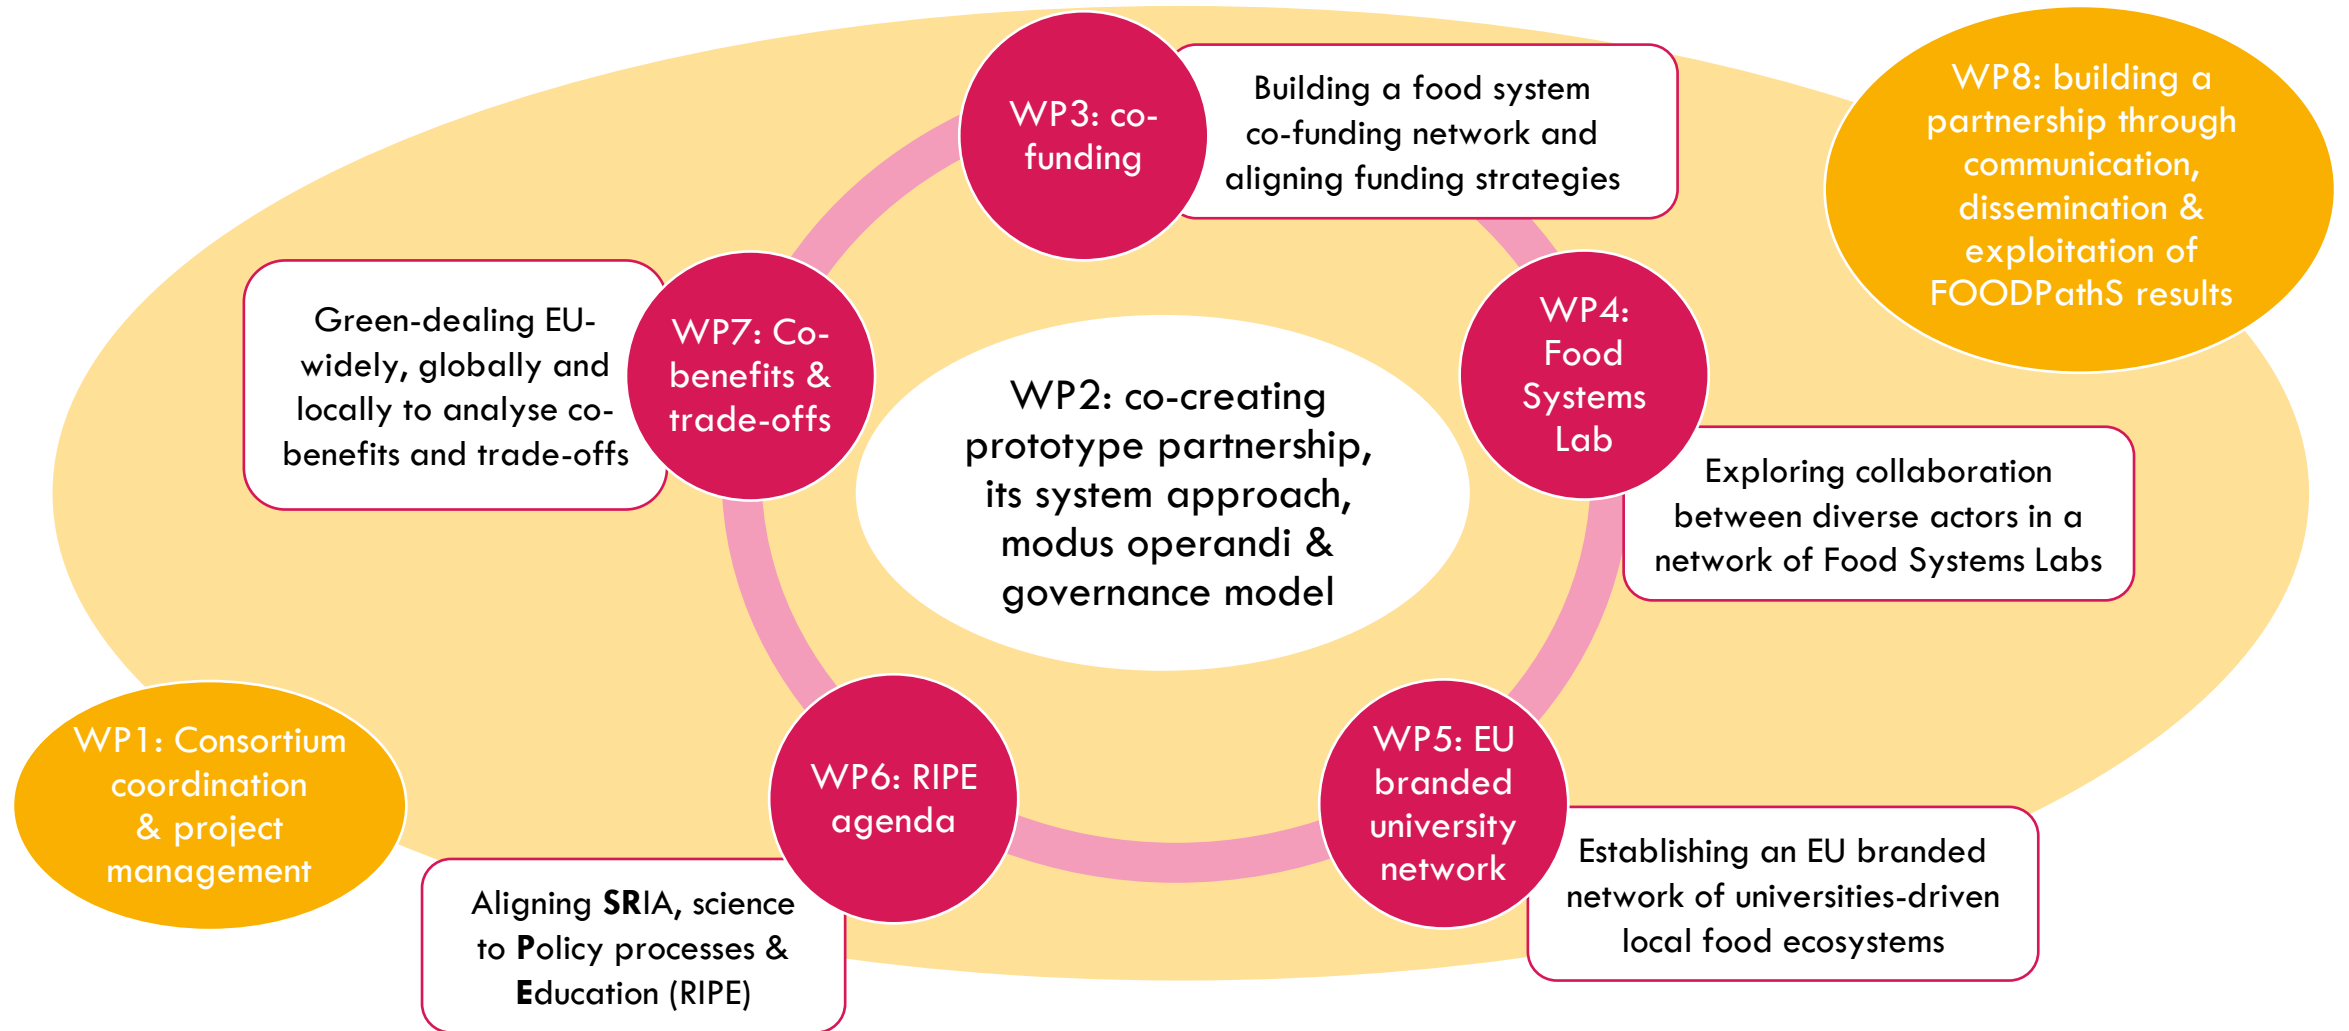 WP3: co-
funding
Building a food system
co-funding network and
aligning funding strategies
WP8: building a
partnership through
communication,
dissemination &
exploitation of
FOODPathS results
Green-dealing EU-
widely, globally and
locally to analyse co-
benefits and trade-offs
WP7: Co-
benefits &
trade-offs
WP4:
Food
Systems
Lab
Exploring collaboration
between diverse actors in a
network of Food Systems Labs
WP2: co-creating
prototype partnership,
its system approach,
modus operandi &
governance model
WP1: Consortium
coordination
& project
management
WP6: RIPE
agenda
Aligning SRIA, science
to Policy processes &
Education (RIPE)
WP5: EU
branded
university
network
Establishing an EU branded
network of universities-driven
local food ecosystems